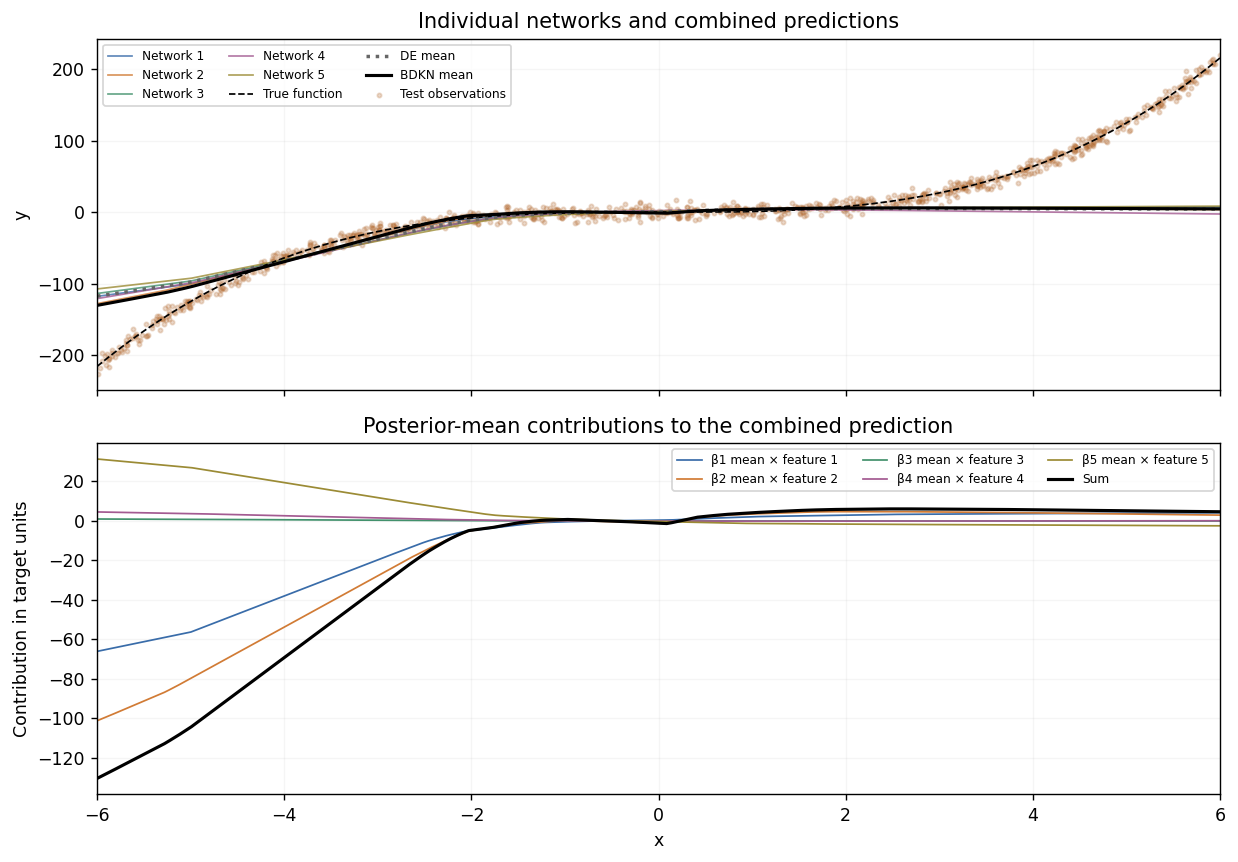 Individual networks and combined predictions
Network 1
Network 2
Network 3
Network 4
Network 5
True function
DE mean
BDKN mean
Test observations
y
200
100
0
−100
−200
Posterior-mean contributions to the combined prediction
β1 mean × feature 1
β2 mean × feature 2
β3 mean × feature 3
β4 mean × feature 4
β5 mean × feature 5
Sum
Contribution in target units
20
0
−20
−40
−60
−80
−100
−120
−6
−4
−2
0
2
4
6
x